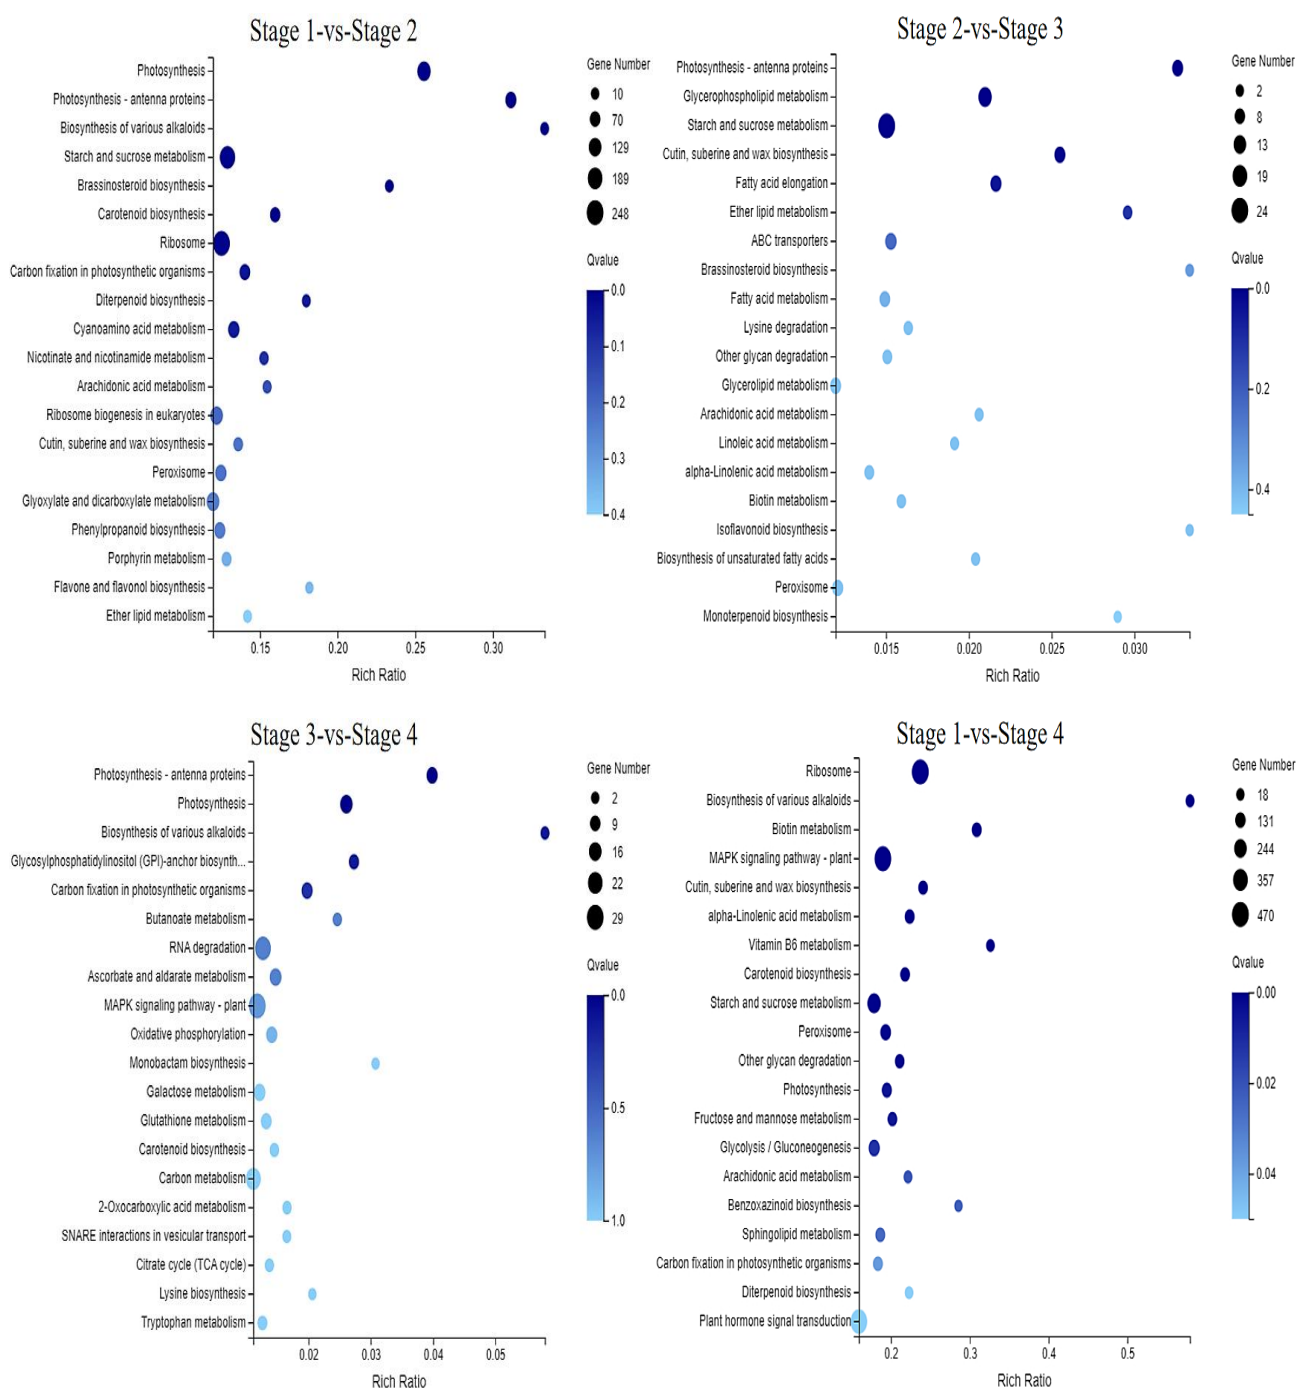 Stage 1-vs-Stage 2
Photosynthesis
Photosynthesis - antenna proteins
Biosynthesis of various alkaloids
Starch and sucrose metabolism
Brassinosteroid biosynthesis
Carotenoid biosynthesis
Ribosome
Carbon fixation in photosynthetic organisms
Diterpenoid biosynthesis
Cyanoamino acid metabolism
Nicotinate and nicotinamide metabolism
Arachidonic acid metabolism
Ribosome biogenesis in eukaryotes
Cutin, suberine and wax biosynthesis
Peroxisome
Glyoxylate and dicarboxylate metabolism
Phenylpropanoid biosynthesis
Porphyrin metabolism
Flavone and flavonol biosynthesis
Ether lipid metabolism
0.15 0.20 0.25 0.30
Rich Ratio
Gene Number
10
70
129
189
248
Qvalue
0.0
0.1
0.2
0.3
0.4
Stage 2-vs-Stage 3
Photosynthesis - antenna proteins
Glycerophospholipid metabolism
Starch and sucrose metabolism
Cutin, suberine and wax biosynthesis
Fatty acid elongation
Ether lipid metabolism
ABC transporters
Brassinosteroid biosynthesis
Fatty acid metabolism
Lysine degradation
Other glycan degradation
Glycerolipid metabolism
Arachidonic acid metabolism
Linoleic acid metabolism
alpha-Linolenic acid metabolism
Biotin metabolism
Isoflavonoid biosynthesis
Biosynthesis of unsaturated fatty acids
Peroxisome
Monoterpenoid biosynthesis
0.015 0.020 0.025 0.030
Rich Ratio
Gene Number
2
8
13
19
24
Qvalue
0.0
0.2
0.4
Stage 3-vs-Stage 4
Photosynthesis - antenna proteins
Photosynthesis
Biosynthesis of various alkaloids
Glycosylphosphatidylinositol (GPI)-anchor biosynth...
Carbon fixation in photosynthetic organisms
Butanoate metabolism
RNA degradation
Ascorbate and aldarate metabolism
MAPK signaling pathway - plant
Oxidative phosphorylation
Monobactam biosynthesis
Galactose metabolism
Glutathione metabolism
Carotenoid biosynthesis
Carbon metabolism
2-Oxocarboxylic acid metabolism
SNARE interactions in vesicular transport
Citrate cycle (TCA cycle)
Lysine biosynthesis
Tryptophan metabolism
0.02 0.03 0.04 0.05
Rich Ratio
Gene Number
2
9
16
22
29
Qvalue
0.0
0.5
1.0
Stage 1-vs-Stage 4
Ribosome
Biosynthesis of various alkaloids
Biotin metabolism
MAPK signaling pathway - plant
Cutin, suberine and wax biosynthesis
alpha-Linolenic acid metabolism
Vitamin B6 metabolism
Carotenoid biosynthesis
Starch and sucrose metabolism
Peroxisome
Other glycan degradation
Photosynthesis
Fructose and mannose metabolism
Glycolysis / Gluconeogenesis
Arachidonic acid metabolism
Benzoxazinoid biosynthesis
Sphingolipid metabolism
Carbon fixation in photosynthetic organisms
Diterpenoid biosynthesis
Plant hormone signal transduction
0.2 0.3 0.4 0.5
Rich Ratio
Gene Number
18
131
244
357
470
Qvalue
0.00
0.02
0.04